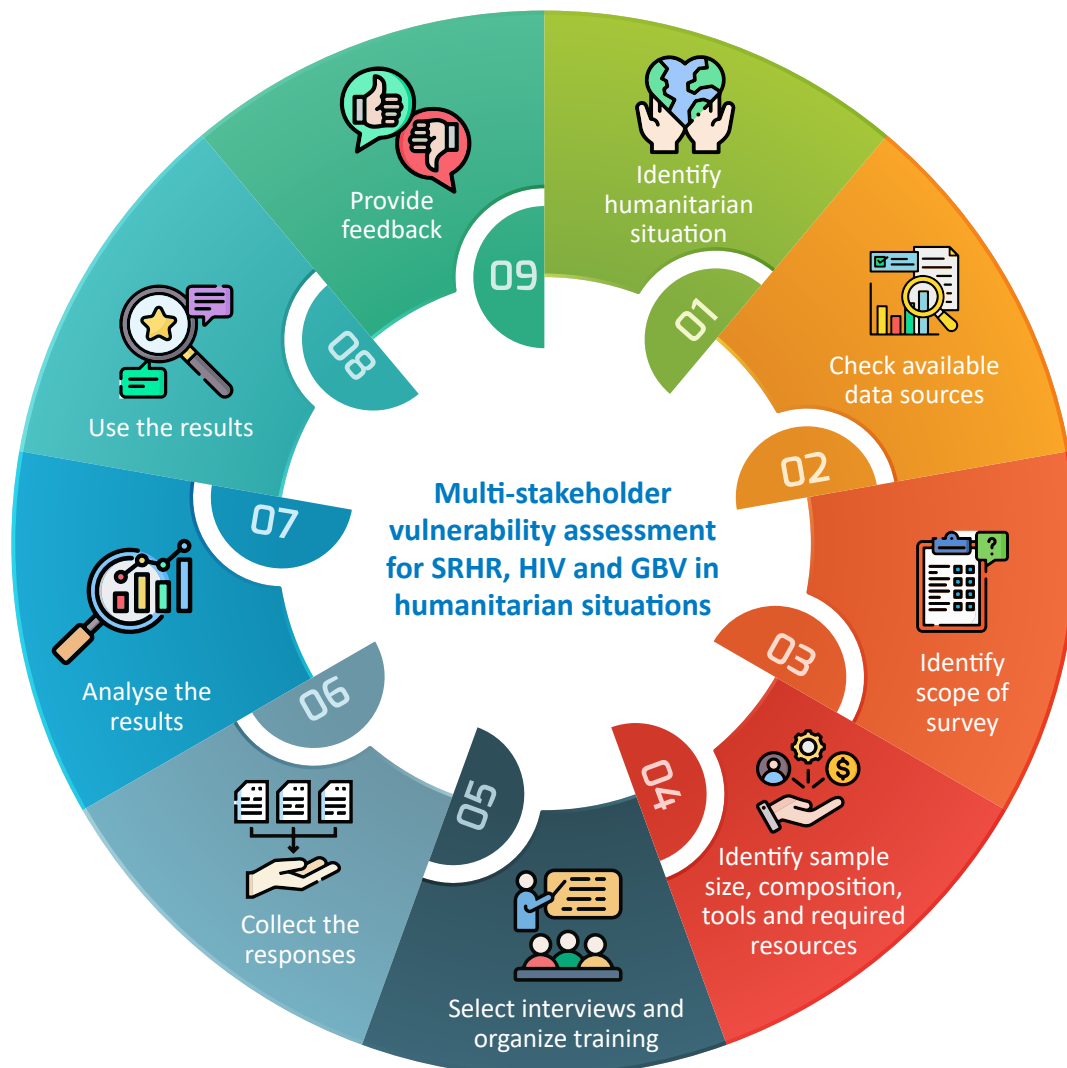 Multi-stakeholder
vulnerability assessment
for SRHR, HIV and GBV in
humanitarian situations
Identify
humanitarian
situation
01
Check available
data sources
02
?
Identify
scope of
survey
03
$
Identify sample
size, composition,
tools and required
resources
04
Select interviews and
organize training
05
Collect the
responses
06
Analyse the
results
07
Use the results
08
Provide
feedback
09